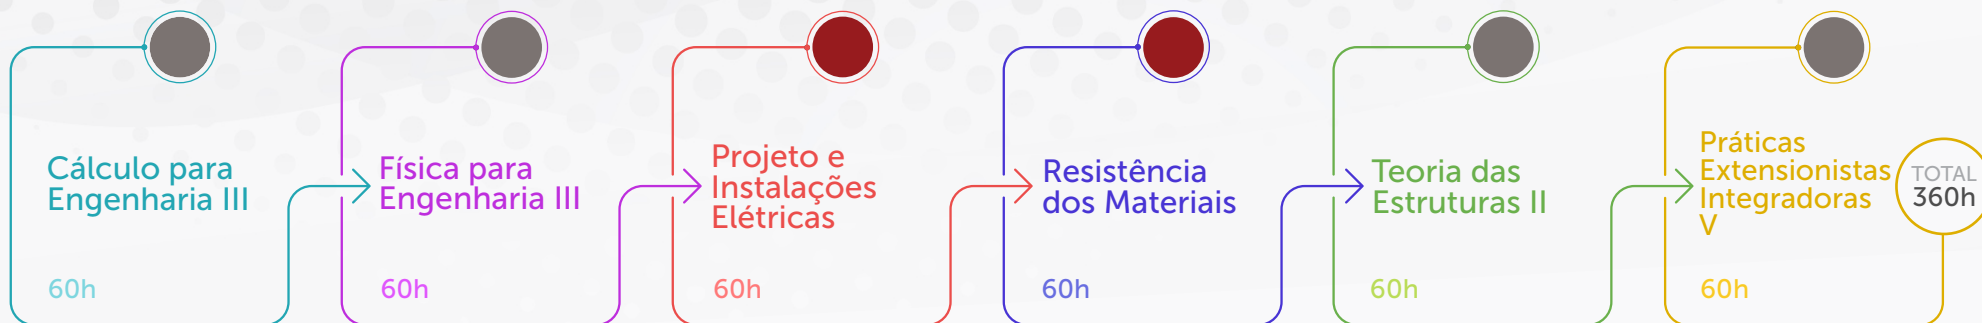 Cálculo para
Engenharia III
60h
Física para
Engenharia III
60h
Projeto e
Instalações
Elétricas
60h
Resistência
dos Materiais
60h
Teoria das
Estruturas II
60h
Práticas
Extensionistas
Integradoras
V
60h
TOTAL
360h